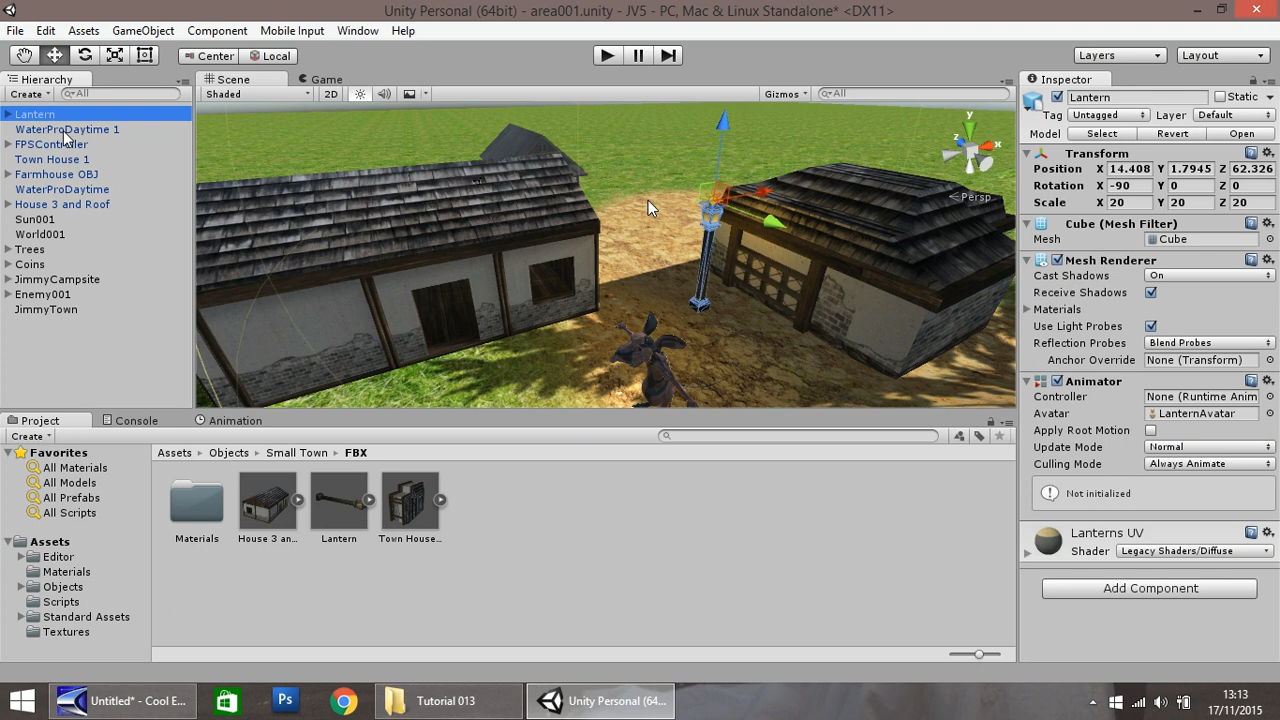 Unity Personal (64bit) - area001.unity - JV5 - PC, Mac & Linux Standalone* <DX11>
File Edit Assets GameObject Component Mobile Input Window Help
Center Local Layers Layout
Hierarchy
Create All
Lantern
WaterProDaytime 1
FPSController
Town House 1
Farmhouse OBJ
WaterProDaytime
House 3 and Roof
Sun001
World001
Trees
Coins
JimmyCampsite
Enemy001
JimmyTown
Scene Game
Shaded 2D Gizmos All
y
z x
Persp
Inspector
Lantern Static
Tag Untagged Layer Default
Model Select Revert Open
Transform
Position X 14.408 Y 1.7945 Z 62.326
Rotation X -90 Y 0 Z 0
Scale X 20 Y 20 Z 20
Cube (Mesh Filter)
Mesh Cube
Mesh Renderer
Cast Shadows On
Receive Shadows
Materials
Use Light Probes
Reflection Probes Blend Probes
Anchor Override None (Transform)
Animator
Controller None (Runtime Anim
Avatar LanternAvatar
Apply Root Motion
Update Mode Normal
Culling Mode Always Animate
Not initialized
Lanterns UV
Shader Legacy Shaders/Diffuse
Add Component
Project Console Animation
Create
Favorites
All Materials
All Models
All Prefabs
All Scripts
Assets
Editor
Materials
Objects
Scripts
Standard Assets
Textures
Assets Objects Small Town FBX
Materials House 3 an... Lantern Town House...
Untitled* - Cool E... Ps Tutorial 013 Unity Personal (64...
13:13
17/11/2015